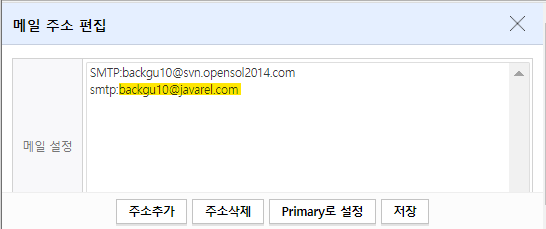 메일 주소 편집
메일 설정
SMTP:backgu10@svn.opensol2014.com
smtp:backgu10@javarel.com
주소추가
주소삭제
Primary로 설정
저장